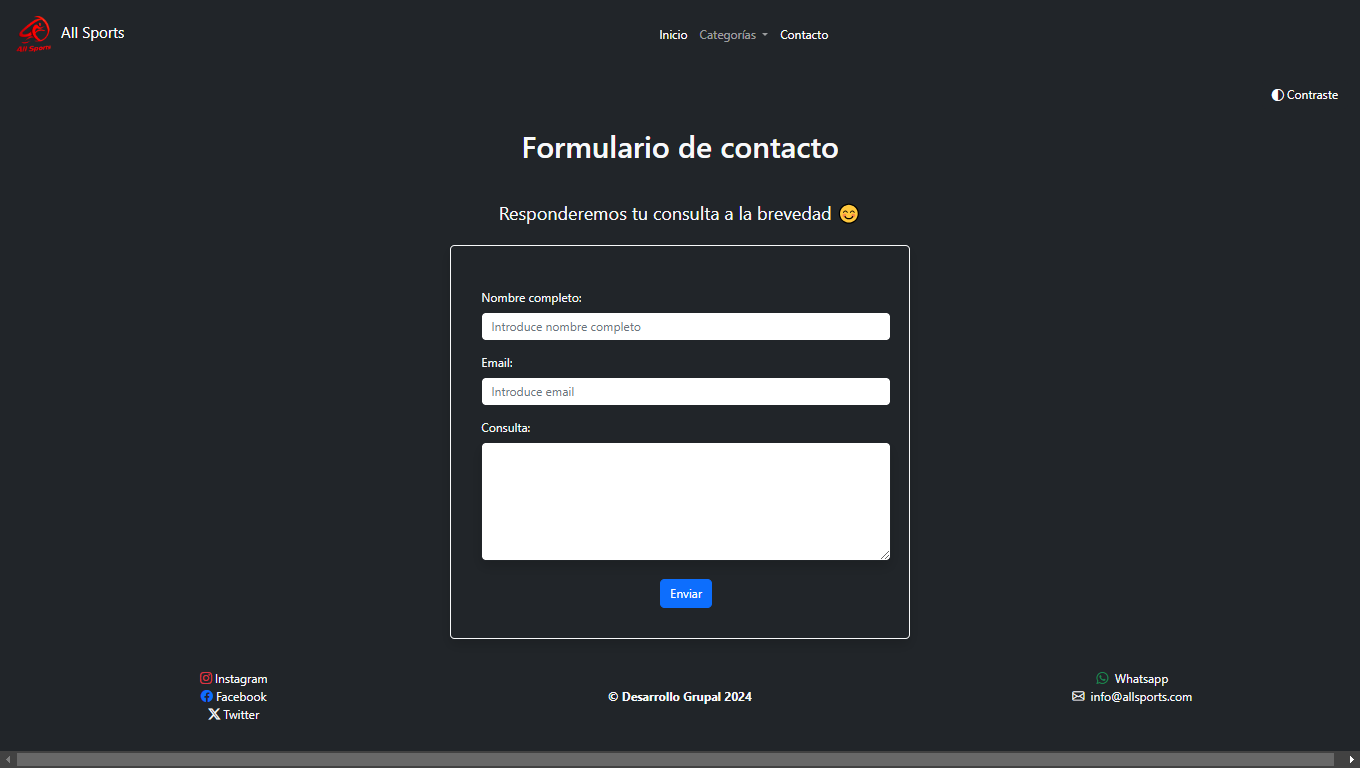 All Sports
All Sports
Inicio Categorías Contacto
Contraste
Formulario de contacto
Responderemos tu consulta a la brevedad 😊
Nombre completo:
Introduce nombre completo
Email:
Introduce email
Consulta:
Enviar
Instagram
Facebook
Twitter
© Desarrollo Grupal 2024
Whatsapp
info@allsports.com